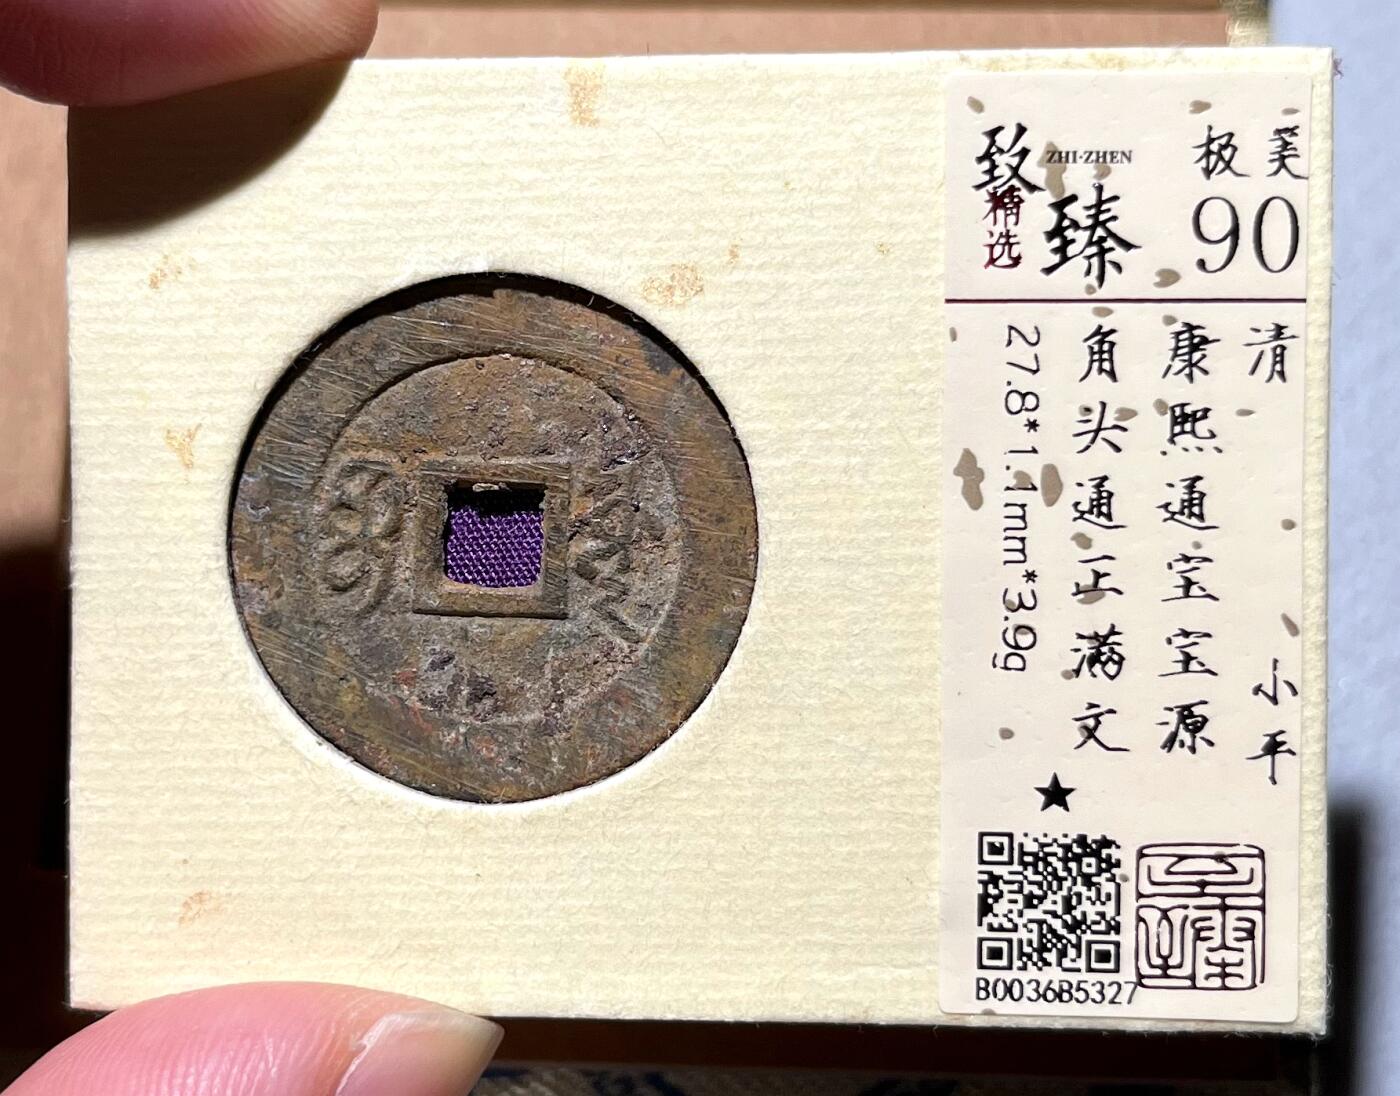 致臻
ZHI·ZHEN
精选
极美
90
清 小平
康熙通宝宝源
角头通正满文
27.8*1.1mm*3.9g
★
B0036B5327